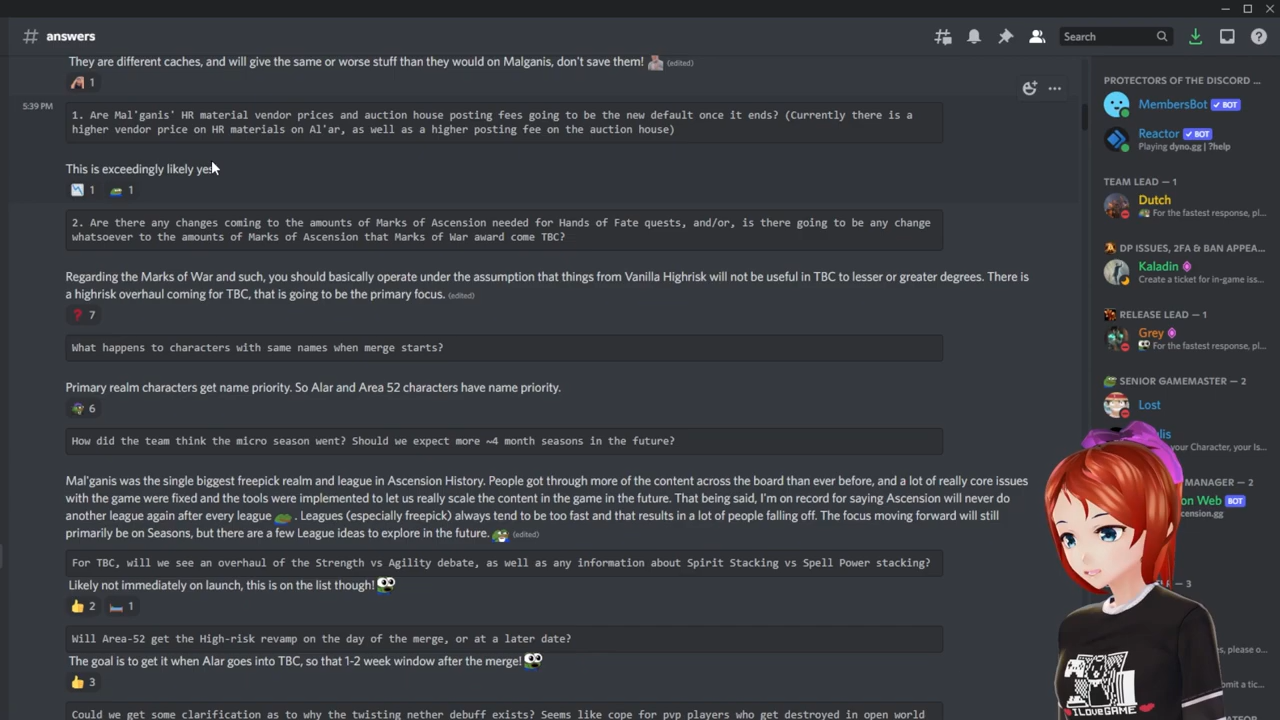 answers
Search
They are different caches, and will give the same or worse stuff than they would on Malganis, don't save them! (edited)
1
5:39 PM
1. Are Mal'ganis' HR material vendor prices and auction house posting fees going to be the new default once it ends? (Currently there is a
higher vendor price on HR materials on Al'ar, as well as a higher posting fee on the auction house)
This is exceedingly likely yes
1 1
2. Are there any changes coming to the amounts of Marks of Ascension needed for Hands of Fate quests, and/or, is there going to be any change
whatsoever to the amounts of Marks of Ascension that Marks of War award come TBC?
Regarding the Marks of War and such, you should basically operate under the assumption that things from Vanilla Highrisk will not be useful in TBC to lesser or greater degrees. There is
a highrisk overhaul coming for TBC, that is going to be the primary focus. (edited)
7
What happens to characters with same names when merge starts?
Primary realm characters get name priority. So Alar and Area 52 characters have name priority.
6
How did the team think the micro season went? Should we expect more ~4 month seasons in the future?
Mal'ganis was the single biggest freepick realm and league in Ascension History. People got through more of the content across the board than ever before, and a lot of really core issues
with the game were fixed and the tools were implemented to let us really scale the content in the game in the future. That being said, I'm on record for saying Ascension will never do
another league again after every league . Leagues (especially freepick) always tend to be too fast and that results in a lot of people falling off. The focus moving forward will still
primarily be on Seasons, but there are a few League ideas to explore in the future. (edited)
For TBC, will we see an overhaul of the Strength vs Agility debate, as well as any information about Spirit Stacking vs Spell Power stacking?
Likely not immediately on launch, this is on the list though!
2 1
Will Area-52 get the High-risk revamp on the day of the merge, or at a later date?
The goal is to get it when Alar goes into TBC, so that 1-2 week window after the merge!
3
Could we get some clarification as to why the twisting nether debuff exists? Seems like cope for pvp players who get destroyed in open world
PROTECTORS OF THE DISCORD ...
MembersBot BOT
Reactor BOT
Playing dyno.gg | ?help
TEAM LEAD — 1
Dutch
For the fastest response, pl...
DP ISSUES, 2FA & BAN APPEA...
Kaladin
Create a ticket for in-game iss...
RELEASE LEAD — 1
Grey
For the fastest response, pl...
SENIOR GAMEMASTER — 2
Lost
lis
your Character, your Is...
MANAGER — 2
on Web BOT
cension.gg
— 3
s, please o...
omit a tic...
I LOVE GAME